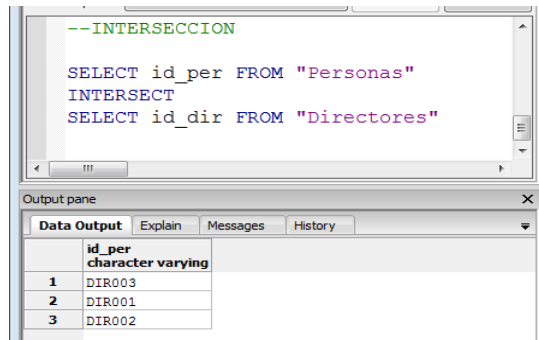 --INTERSECCION
SELECT id_per FROM "Personas"
INTERSECT
SELECT id_dir FROM "Directores"
Output pane
Data Output Explain Messages History
id_per
character varying
1 DIR003
2 DIR001
3 DIR002